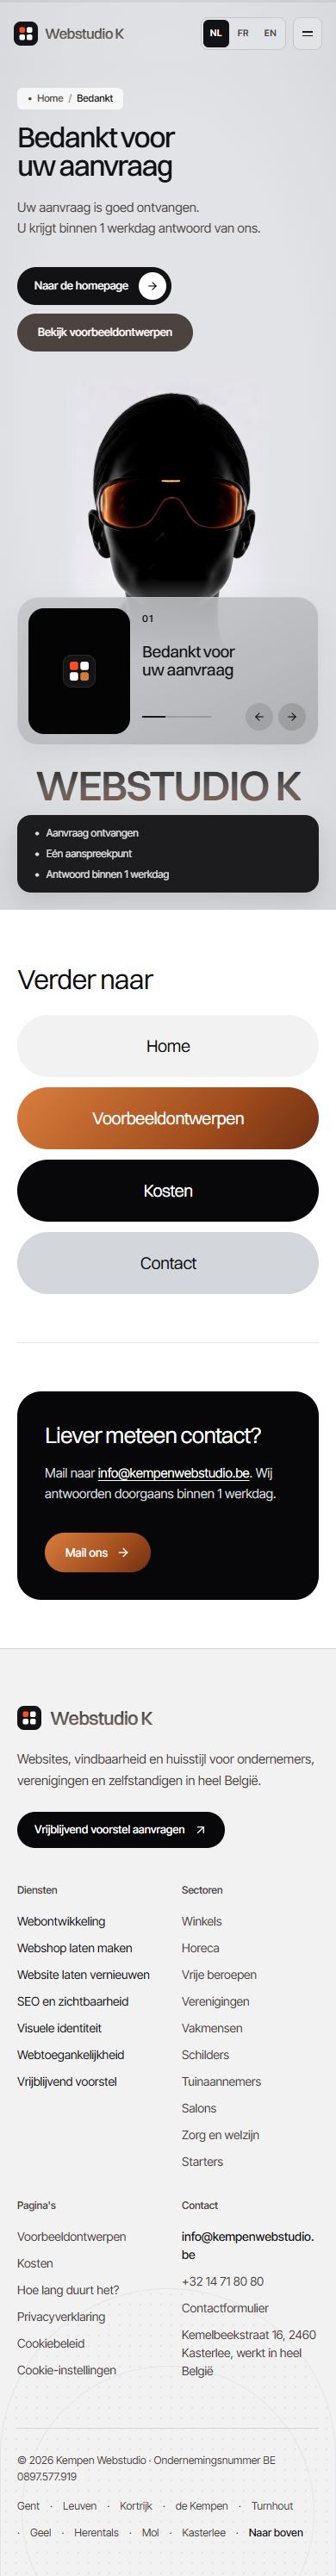 Webstudio K
NL FR EN
• Home / Bedankt
Bedankt voor
uw aanvraag
Uw aanvraag is goed ontvangen.
U krijgt binnen 1 werkdag antwoord van ons.
Naar de homepage
Bekijk voorbeeldontwerpen
01
Bedankt voor
uw aanvraag
WEBSTUDIO K
• Aanvraag ontvangen
• Eén aanspreekpunt
• Antwoord binnen 1 werkdag
Verder naar
Home
Voorbeeldontwerpen
Kosten
Contact
Liever meteen contact?
Mail naar info@kempenwebstudio.be. Wij
antwoorden doorgaans binnen 1 werkdag.
Mail ons
Webstudio K
Websites, vindbaarheid en huisstijl voor ondernemers,
verenigingen en zelfstandigen in heel België.
Vrijblijvend voorstel aanvragen
Diensten
Webontwikkeling
Webshop laten maken
Website laten vernieuwen
SEO en zichtbaarheid
Visuele identiteit
Webtoegankelijkheid
Vrijblijvend voorstel
Sectoren
Winkels
Horeca
Vrije beroepen
Verenigingen
Vakmensen
Schilders
Tuinaannemers
Salons
Zorg en welzijn
Starters
Pagina's
Voorbeeldontwerpen
Kosten
Hoe lang duurt het?
Privacyverklaring
Cookiebeleid
Cookie-instellingen
Contact
info@kempenwebstudio.
be
+32 14 71 80 80
Contactformulier
Kemelbeekstraat 16, 2460
Kasterlee, werkt in heel
België
© 2026 Kempen Webstudio · Ondernemingsnummer BE
0897.577.919
Gent · Leuven · Kortrijk · de Kempen · Turnhout
· Geel · Herentals · Mol · Kasterlee · Naar boven